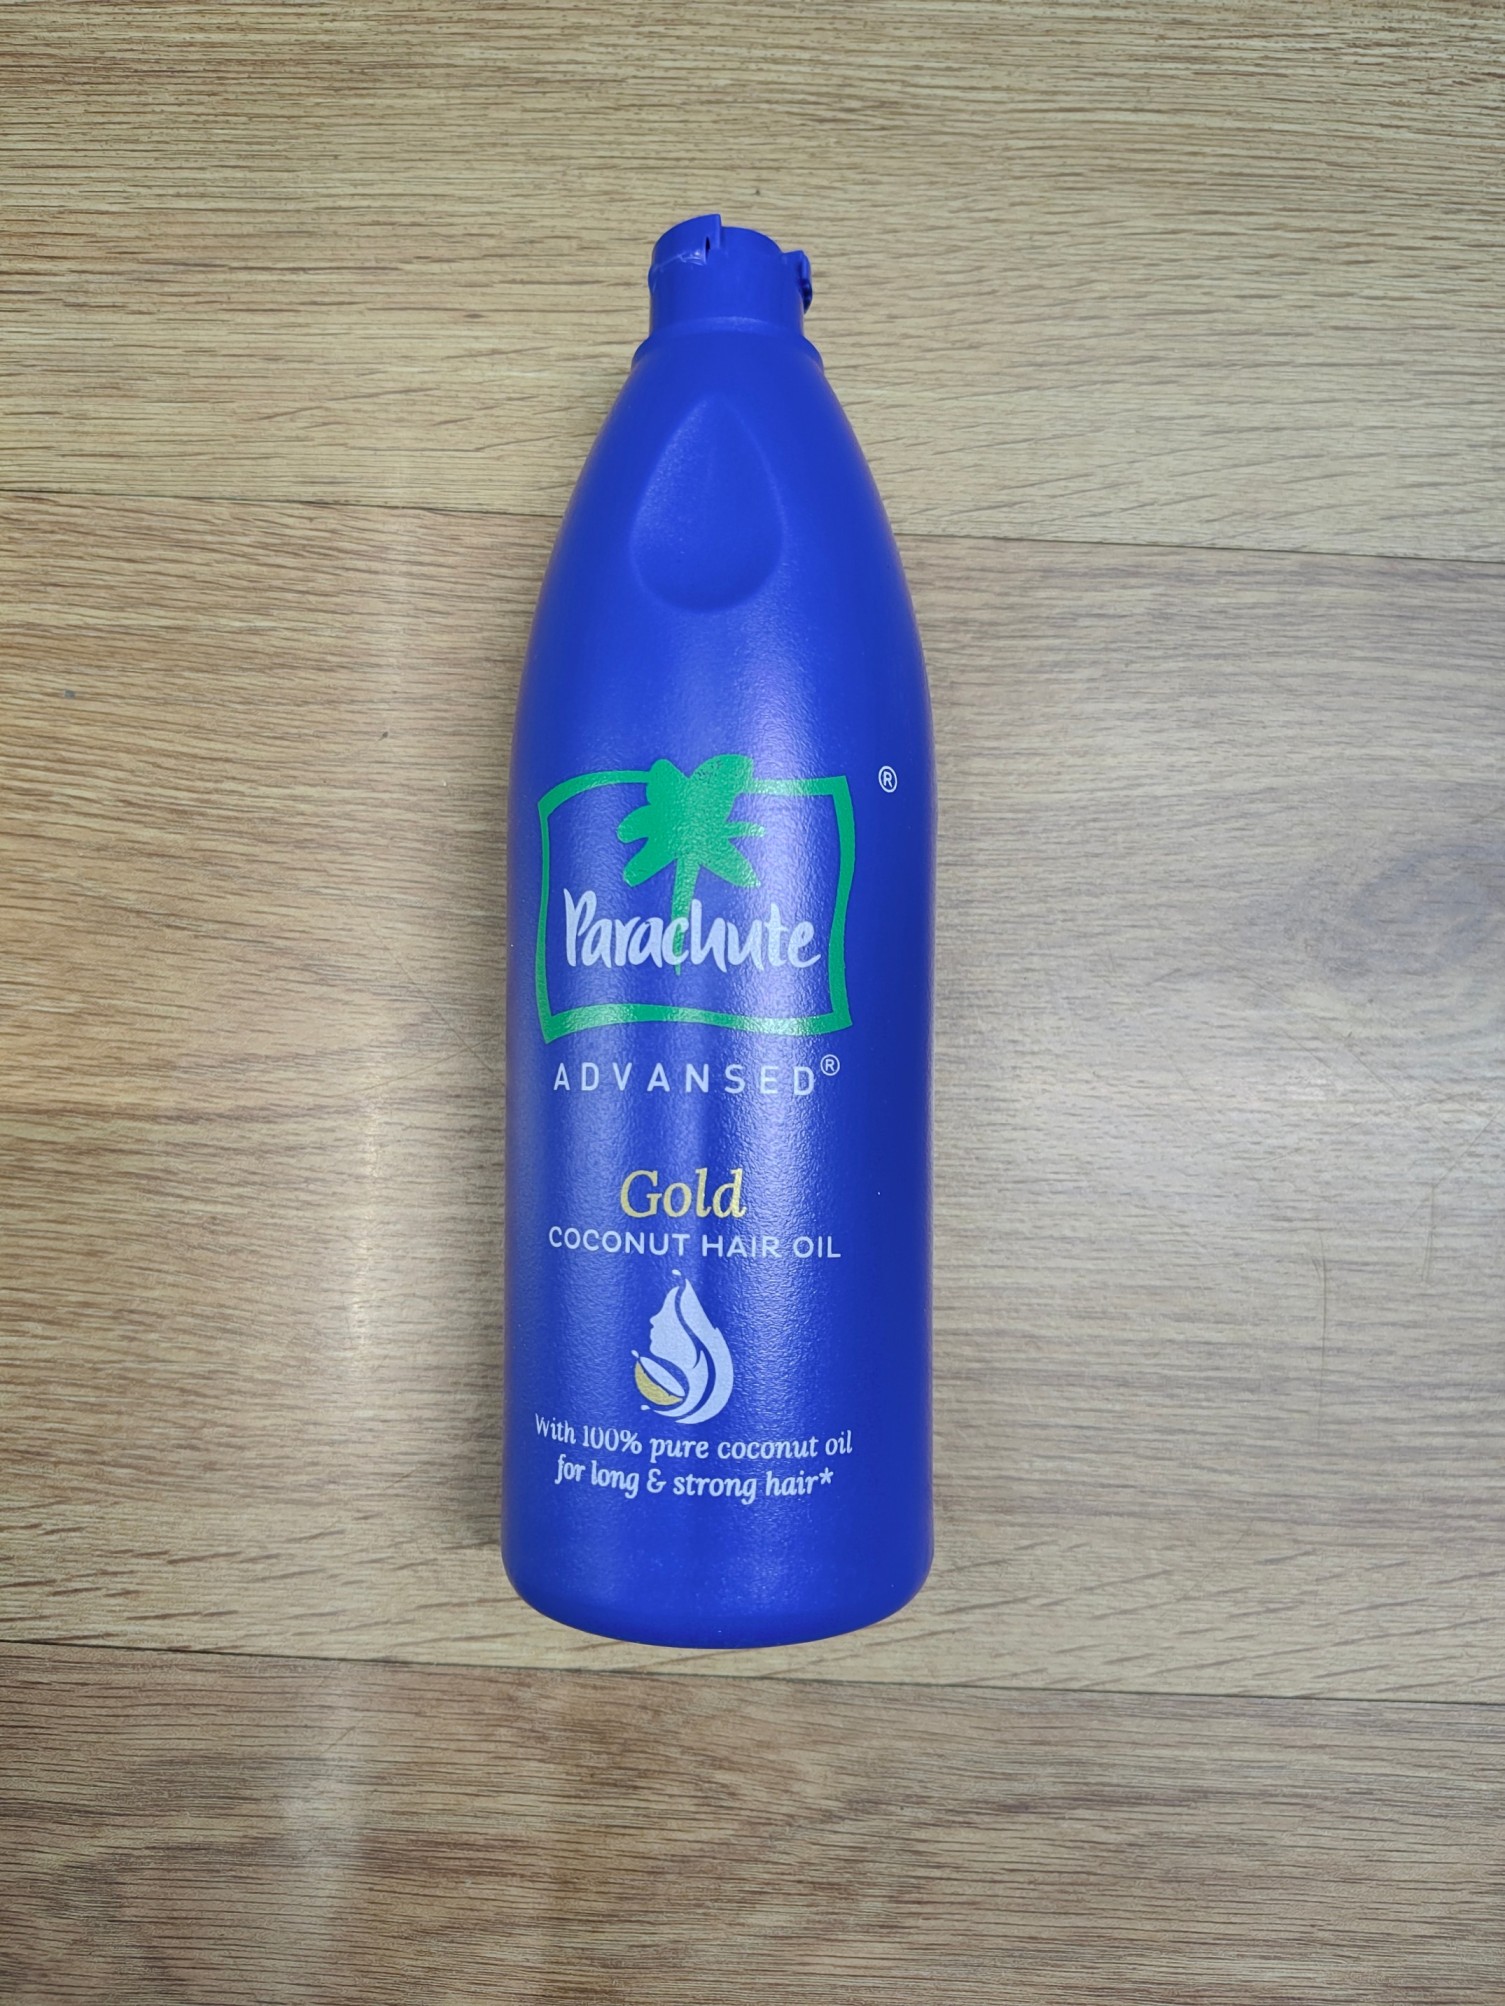 Parachute ®
ADVANSED®
Gold
COCONUT HAIR OIL
With 100% pure coconut oil
for long & strong hair*